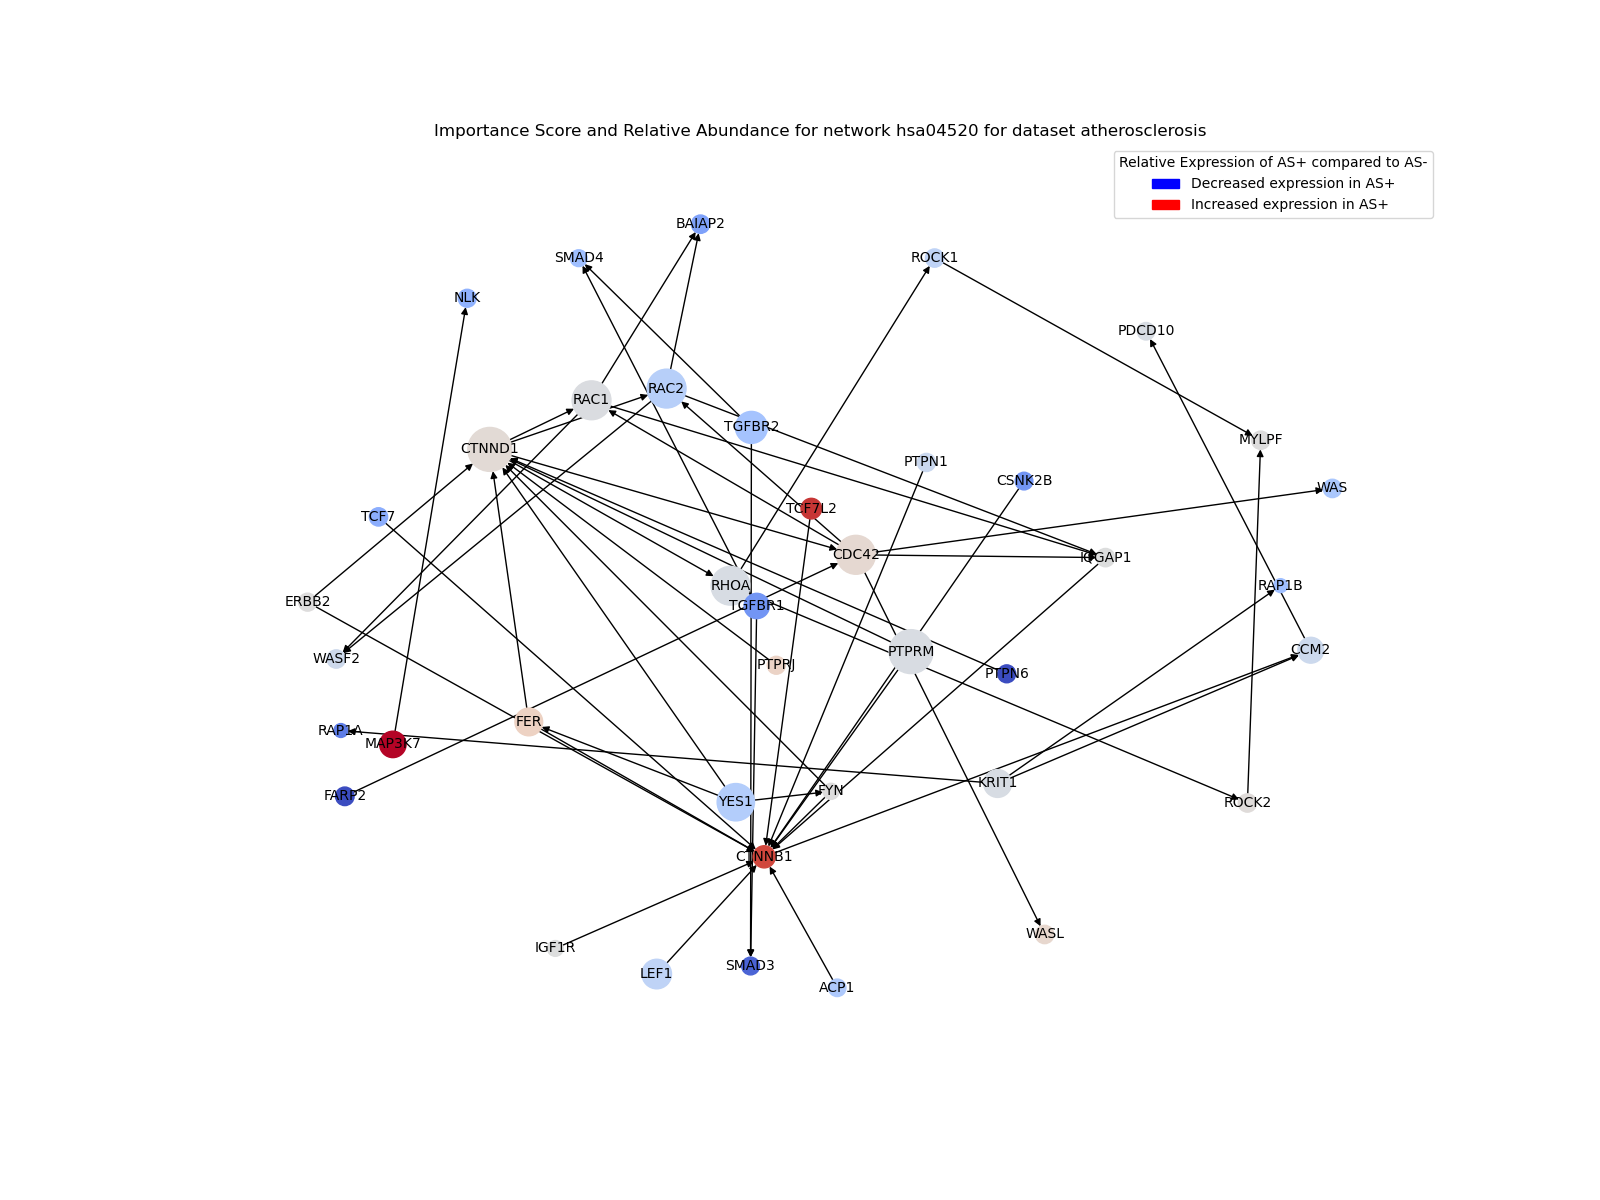 Importance Score and Relative Abundance for network hsa04520 for dataset atherosclerosis
Relative Expression of AS+ compared to AS-
Decreased expression in AS+
Increased expression in AS+
BAIAP2
SMAD4
ROCK1
NLK
PDCD10
RAC2
RAC1
TGFBR2
MYLPF
CTNND1
PTPN1
CSNK2B
WAS
TCF7L2
TCF7
CDC42
IQGAP1
RHOA
RAP1B
ERBB2
TGFBR1
CCM2
PTPRM
WASF2
PTPRJ
PTPN6
FER
RAP1A
MAP3K7
KRIT1
FYN
FARP2
YES1
ROCK2
CTNNB1
WASL
IGF1R
SMAD3
LEF1
ACP1